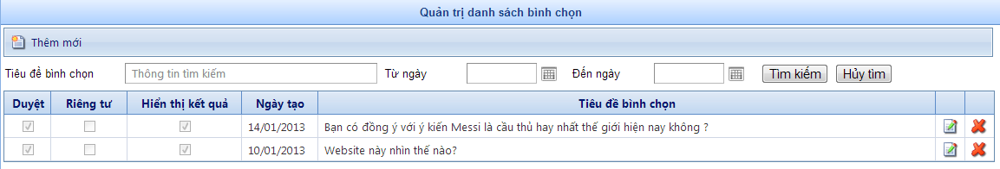 Quản trị danh sách bình chọn
Thêm mới
Tiêu đề bình chọn Thông tin tìm kiếm Từ ngày Đến ngày Tìm kiếm Hủy tìm
Duyệt Riêng tư Hiển thị kết quả Ngày tạo Tiêu đề bình chọn
14/01/2013 Bạn có đồng ý với ý kiến Messi là cầu thủ hay nhất thế giới hiện nay không ?
10/01/2013 Website này nhìn thế nào?